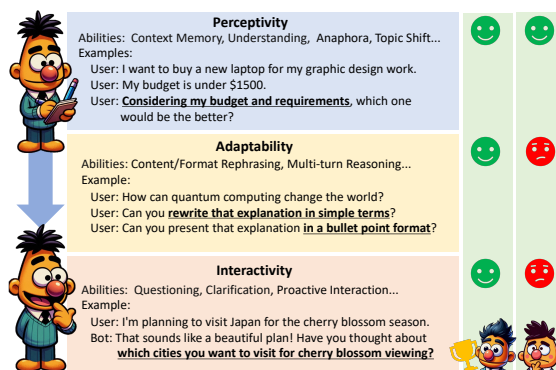 Perceptivity
Abilities: Context Memory, Understanding, Anaphora, Topic Shift...
Examples:
User: I want to buy a new laptop for my graphic design work.
User: My budget is under $1500.
User: Considering my budget and requirements, which one
would be the better?
Adaptability
Abilities: Content/Format Rephrasing, Multi-turn Reasoning...
Example:
User: How can quantum computing change the world?
User: Can you rewrite that explanation in simple terms?
User: Can you present that explanation in a bullet point format?
Interactivity
Abilities: Questioning, Clarification, Proactive Interaction...
Example:
User: I'm planning to visit Japan for the cherry blossom season.
Bot: That sounds like a beautiful plan! Have you thought about
which cities you want to visit for cherry blossom viewing?